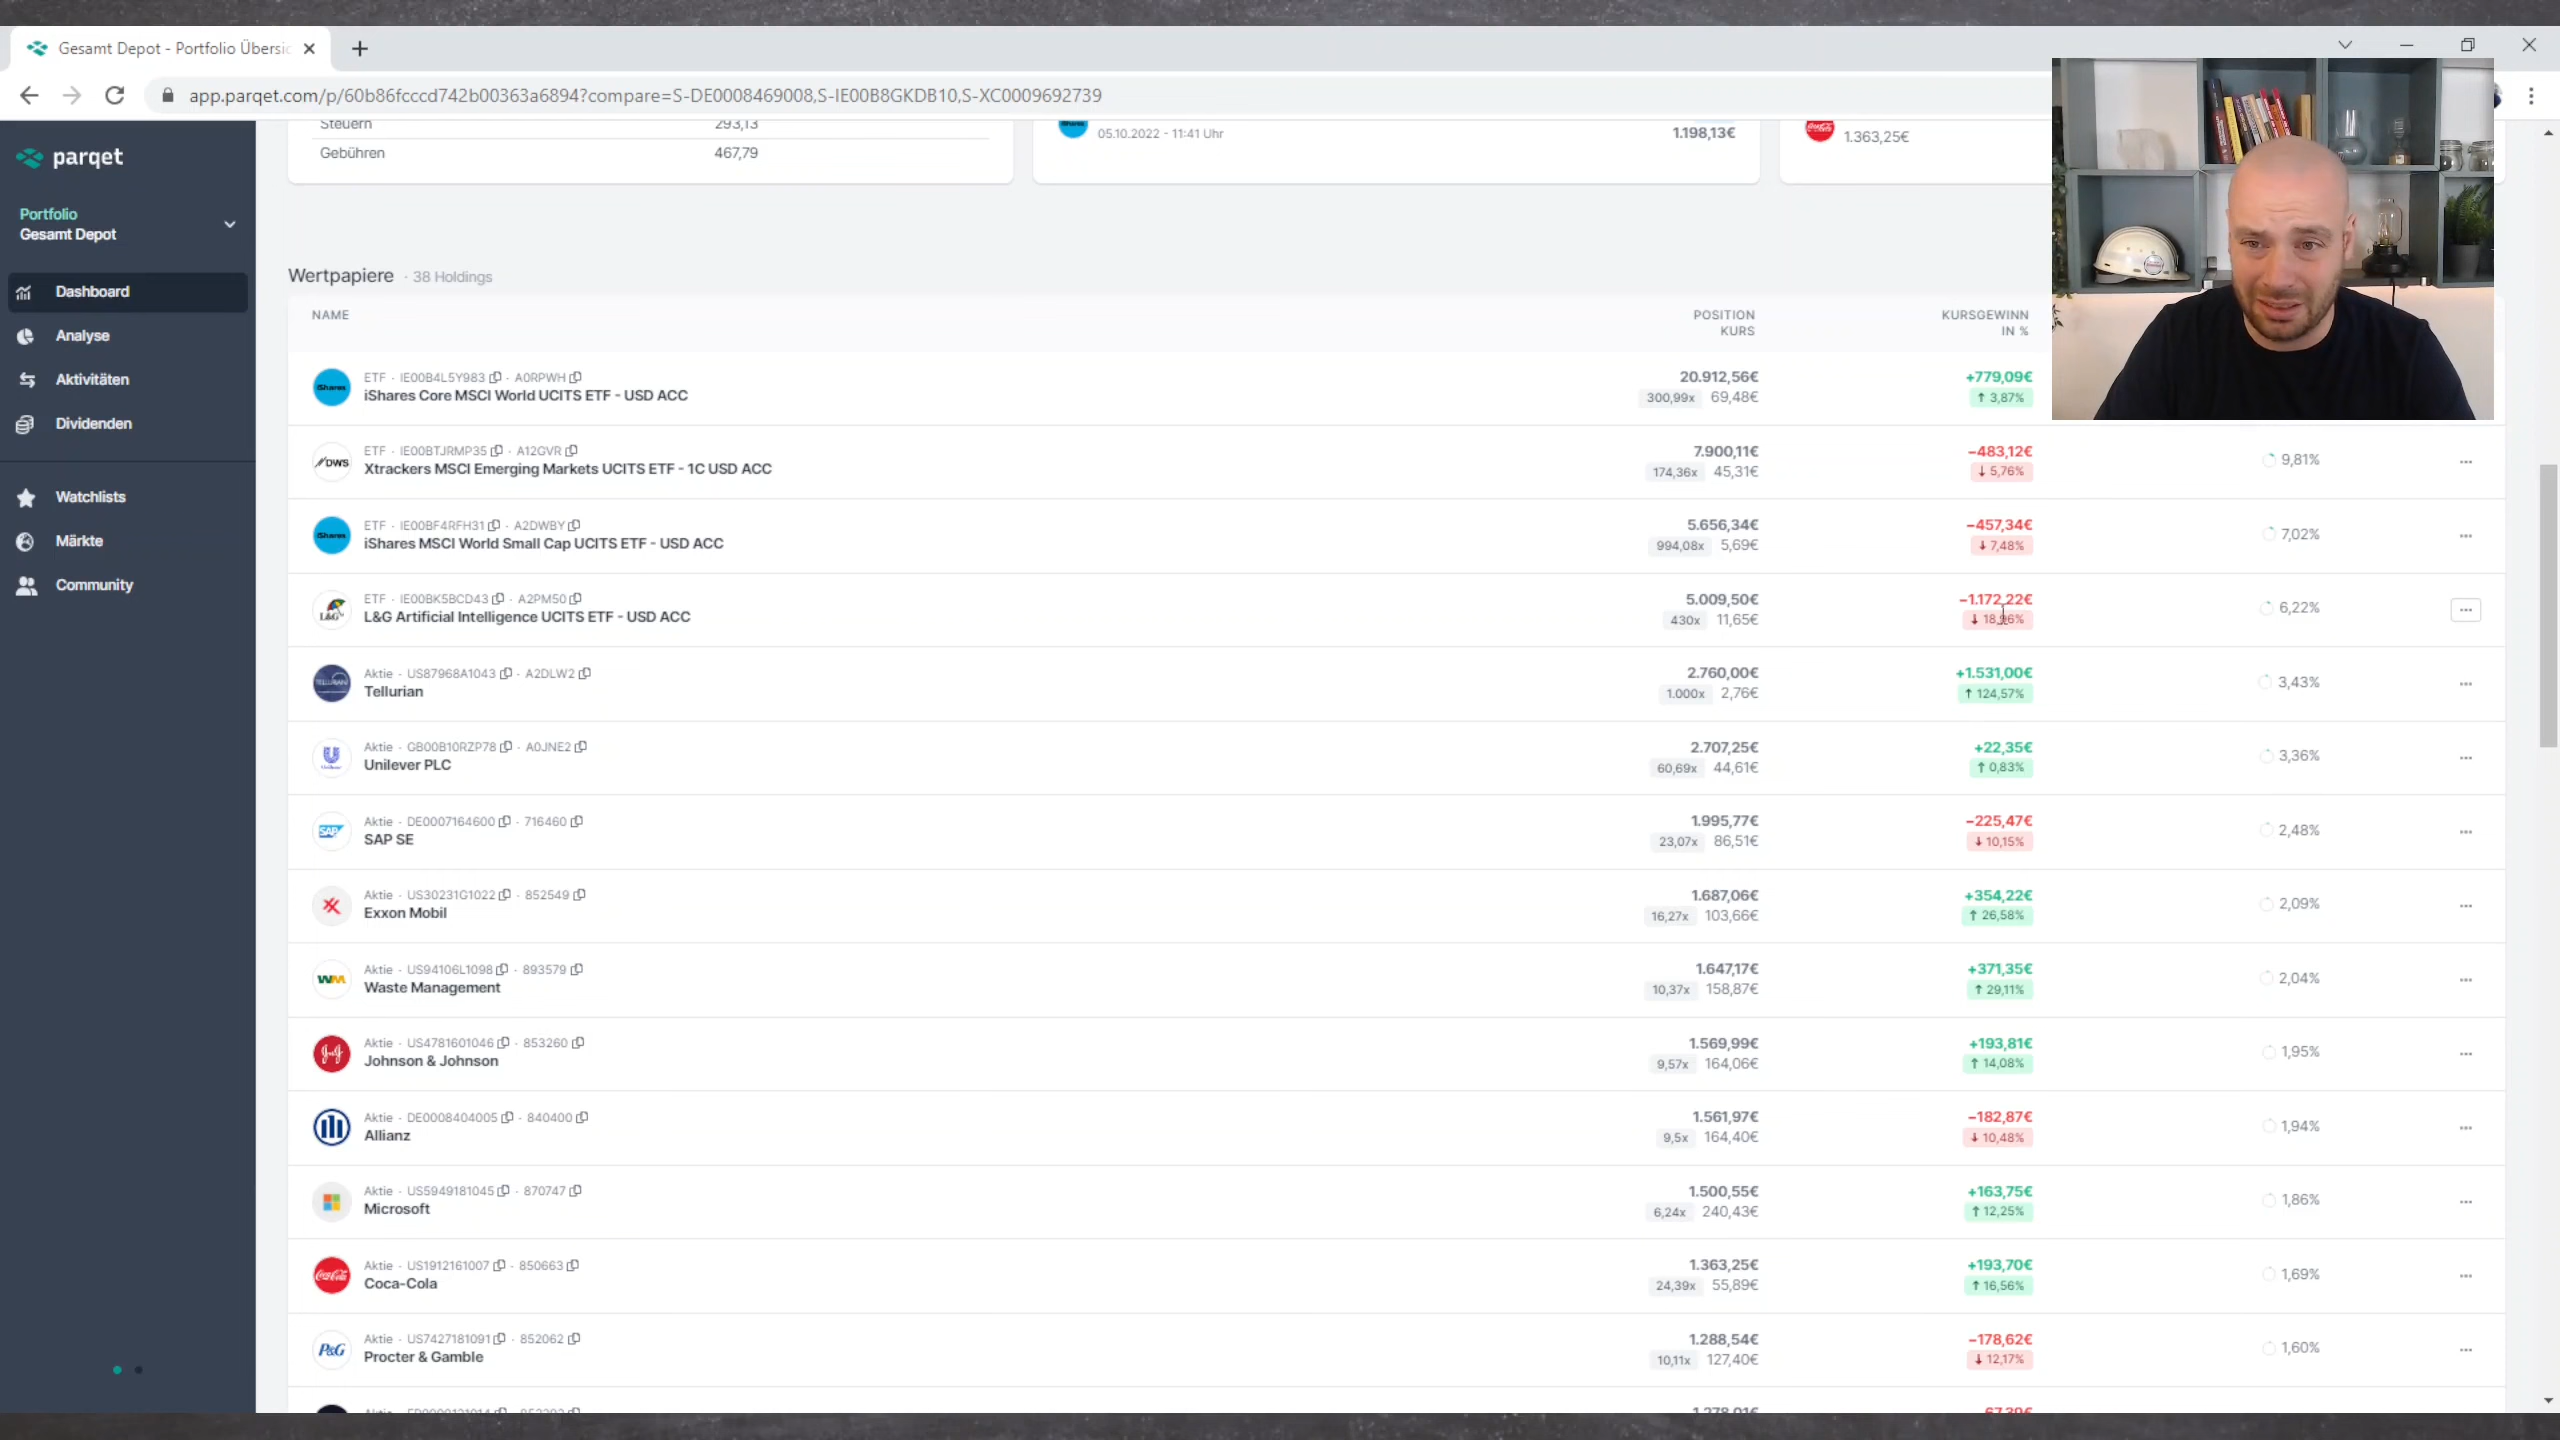 Gesamt Depot - Portfolio Übersic
app.parqet.com/p/60b86fcccd742b00363a6894?compare=S-DE0008469008,S-IE00B8GKDB10,S-XC0009692739
parqet
Portfolio
Gesamt Depot
Dashboard
Analyse
Aktivitäten
Dividenden
Watchlists
Märkte
Community
Steuern 293,13
Gebühren 467,79
05.10.2022 - 11:41 Uhr 1.198,13€
1.363,25€
Wertpapiere · 38 Holdings
NAME POSITION KURSGEWINN
KURS IN %
ETF · IE00B4L5Y983 · A0RPWH 20.912,56€ +779,09€
iShares Core MSCI World UCITS ETF - USD ACC 300,99x 69,48€ ↑ 3,87%
ETF · IE00BTJRMP35 · A12GVR 7.900,11€ −483,12€ 9,81%
Xtrackers MSCI Emerging Markets UCITS ETF - 1C USD ACC 174,36x 45,31€ ↓ 5,76%
ETF · IE00BF4RFH31 · A2DWBY 5.656,34€ −457,34€ 7,02%
iShares MSCI World Small Cap UCITS ETF - USD ACC 994,08x 5,69€ ↓ 7,48%
ETF · IE00BK5BCD43 · A2PM50 5.009,50€ −1.172,22€ 6,22%
L&G Artificial Intelligence UCITS ETF - USD ACC 430x 11,65€
Aktie · US87968A1043 · A2DLW2 2.760,00€ +1.531,00€ 3,43%
Tellurian 1.000x 2,76€ ↑ 124,57%
Aktie · GB00B10RZP78 · A0JNE2 2.707,25€ +22,35€ 3,36%
Unilever PLC 60,69x 44,61€ ↑ 0,83%
Aktie · DE0007164600 · 716460 1.995,77€ −225,47€ 2,48%
SAP SE 23,07x 86,51€ ↓ 10,15%
Aktie · US30231G1022 · 852549 1.687,06€ +354,22€ 2,09%
Exxon Mobil 16,27x 103,66€ ↑ 26,58%
Aktie · US94106L1098 · 893579 1.647,17€ +371,35€ 2,04%
Waste Management 10,37x 158,87€ ↑ 29,11%
Aktie · US4781601046 · 853260 1.569,99€ +193,81€ 1,95%
Johnson & Johnson 9,57x 164,06€ ↑ 14,08%
Aktie · DE0008404005 · 840400 1.561,97€ −182,87€ 1,94%
Allianz 9,5x 164,40€ ↓ 10,48%
Aktie · US5949181045 · 870747 1.500,55€ +163,75€ 1,86%
Microsoft 6,24x 240,43€ ↑ 12,25%
Aktie · US1912161007 · 850663 1.363,25€ +193,70€ 1,69%
Coca-Cola 24,39x 55,89€ ↑ 16,56%
Aktie · US7427181091 · 852062 1.288,54€ −178,62€ 1,60%
Procter & Gamble 10,11x 127,40€ ↓ 12,17%